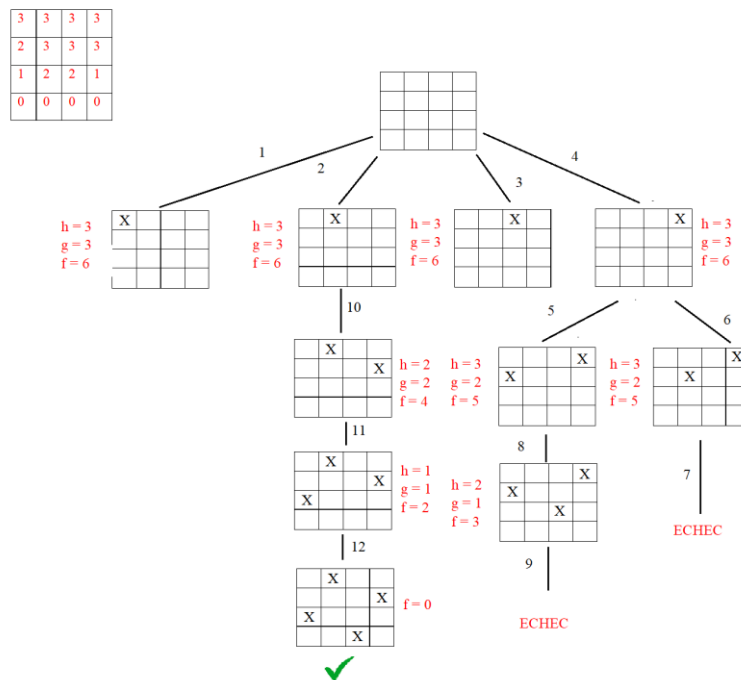 3 3 3 3
2 3 3 3
1 2 2 1
0 0 0 0
1
2
3
4
X
h = 3
g = 3
f = 6
X
h = 3
g = 3
f = 6
X
h = 3
g = 3
f = 6
X
h = 3
g = 3
f = 6
10
5
6
X
X
h = 2
g = 2
f = 4
h = 3
g = 2
f = 5
X
X
h = 3
g = 2
f = 5
X
X
11
8
7
X
X
X
h = 1
g = 1
f = 2
h = 2
g = 1
f = 3
X
X
X
ECHEC
12
9
X
X
X
X
f = 0
ECHEC